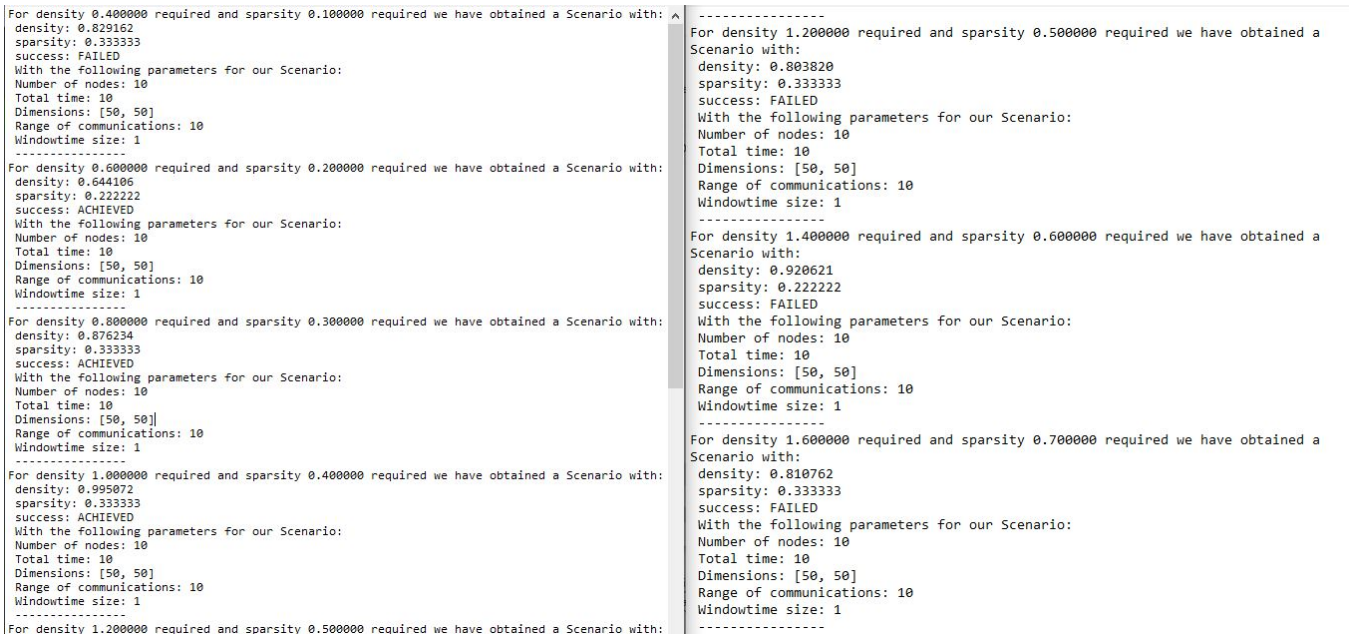 For density 0.400000 required and sparsity 0.100000 required we have obtained a Scenario with:
density: 0.829162
sparsity: 0.333333
success: FAILED
With the following parameters for our Scenario:
Number of nodes: 10
Total time: 10
Dimensions: [50, 50]
Range of communications: 10
Windowtime size: 1
----------------
For density 0.600000 required and sparsity 0.200000 required we have obtained a Scenario with:
density: 0.644106
sparsity: 0.222222
success: ACHIEVED
With the following parameters for our Scenario:
Number of nodes: 10
Total time: 10
Dimensions: [50, 50]
Range of communications: 10
Windowtime size: 1
----------------
For density 0.800000 required and sparsity 0.300000 required we have obtained a Scenario with:
density: 0.876234
sparsity: 0.333333
success: ACHIEVED
With the following parameters for our Scenario:
Number of nodes: 10
Total time: 10
Dimensions: [50, 50]
Range of communications: 10
Windowtime size: 1
----------------
For density 1.000000 required and sparsity 0.400000 required we have obtained a Scenario with:
density: 0.995072
sparsity: 0.333333
success: ACHIEVED
With the following parameters for our Scenario:
Number of nodes: 10
Total time: 10
Dimensions: [50, 50]
Range of communications: 10
Windowtime size: 1
----------------
For density 1.200000 required and sparsity 0.500000 required we have obtained a Scenario with:
----------------
For density 1.200000 required and sparsity 0.500000 required we have obtained a
Scenario with:
density: 0.803820
sparsity: 0.333333
success: FAILED
With the following parameters for our Scenario:
Number of nodes: 10
Total time: 10
Dimensions: [50, 50]
Range of communications: 10
Windowtime size: 1
----------------
For density 1.400000 required and sparsity 0.600000 required we have obtained a
Scenario with:
density: 0.920621
sparsity: 0.222222
success: FAILED
With the following parameters for our Scenario:
Number of nodes: 10
Total time: 10
Dimensions: [50, 50]
Range of communications: 10
Windowtime size: 1
----------------
For density 1.600000 required and sparsity 0.700000 required we have obtained a
Scenario with:
density: 0.810762
sparsity: 0.333333
success: FAILED
With the following parameters for our Scenario:
Number of nodes: 10
Total time: 10
Dimensions: [50, 50]
Range of communications: 10
Windowtime size: 1
----------------